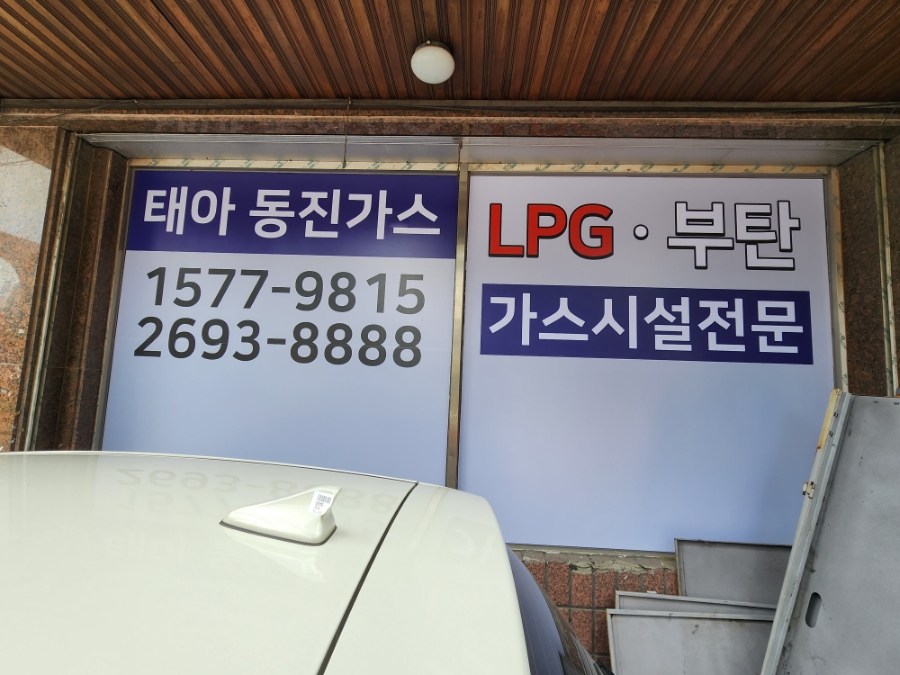 태아 동진가스
1577-9815
2693-8888
LPG · 부탄
가스시설전문